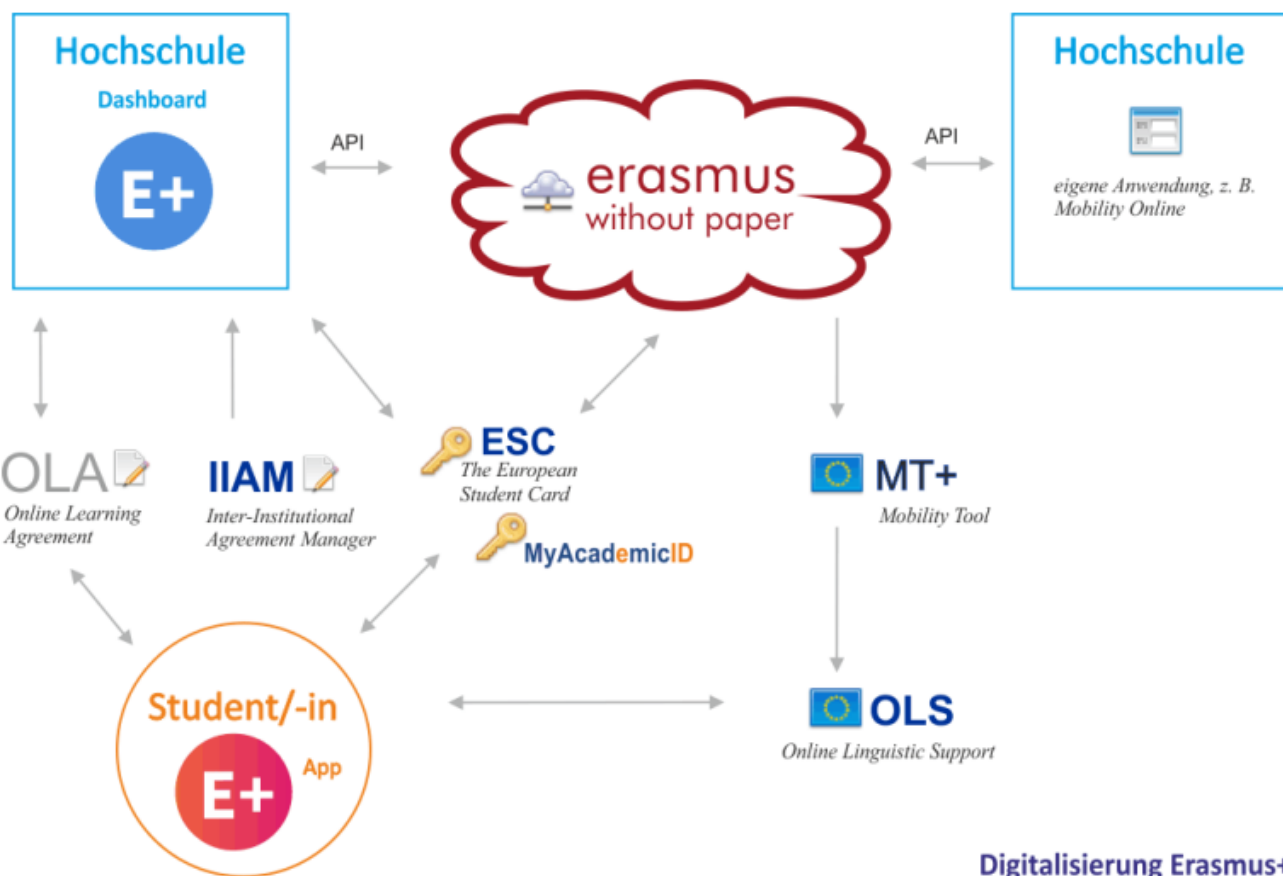 Hochschule
Dashboard
E+
API
erasmus
without paper
API
Hochschule
eigene Anwendung, z. B.
Mobility Online
OLA
Online Learning
Agreement
IIAM
Inter-Institutional
Agreement Manager
ESC
The European
Student Card
MyAcademicID
MT+
Mobility Tool
Student/-in
E+
App
OLS
Online Linguistic Support
Digitalisierung Erasmus+